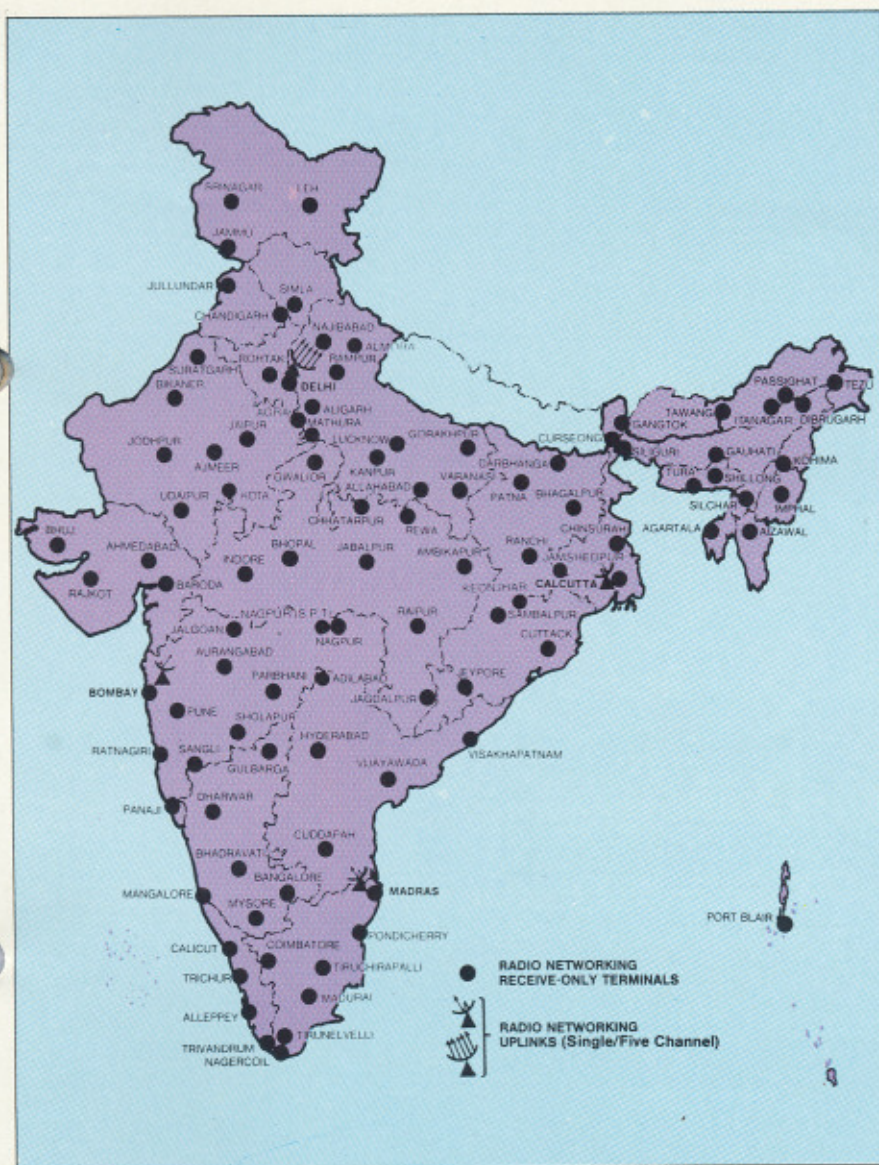 SRINAGAR
LEH
JAMMU
JULLUNDAR
SIMLA
CHANDIGARH
NAJIBABAD
ALMORA
SURATGARH
ROHTAK
RAMPUR
BIKANER
DELHI
AGRA
ALIGARH
MATHURA
JODHPUR
JAIPUR
LUCKNOW
GORAKHPUR
AJMEER
GWALIOR
KANPUR
DARBHANGA
UDAIPUR
KOTA
ALLAHABAD
VARANASI
PATNA
BHAGALPUR
CHHATARPUR
REWA
CURSEONG
GANGTOK
SILIGURI
TAWANG
PASSIGHAT
TEZU
ITANAGAR
DIBRUGARH
GAUHATI
KOHIMA
TURA
SHILLONG
SILCHAR
IMPHAL
AGARTALA
AIZAWAL
BHUJ
AHMEDABAD
INDORE
BHOPAL
JABALPUR
AMBIKAPUR
RANCHI
CHINSURAH
JAMSHEDPUR
RAJKOT
BARODA
KEONJHAR
CALCUTTA
JALGOAN
NAGPUR (S.P.T.)
NAGPUR
RAIPUR
SAMBALPUR
CUTTACK
AURANGABAD
PARBHANI
ADILABAD
JEYPORE
JAGDALPUR
BOMBAY
PUNE
SHOLAPUR
RATNAGIRI
SANGLI
GULBARGA
HYDERABAD
VISAKHAPATNAM
VIJAYAWADA
PANAJI
DHARWAR
CUDDAPAH
BHADRAVATI
BANGALORE
MADRAS
MANGALORE
MYSORE
PORT BLAIR
PONDICHERRY
CALICUT
COIMBATORE
TRICHUR
TIRUCHIRAPALLI
ALLEPPEY
MADURAI
TRIVANDRUM
TIRUNELVELLI
NAGERCOIL
RADIO NETWORKING
RECEIVE-ONLY TERMINALS
RADIO NETWORKING
UPLINKS (Single/Five Channel)